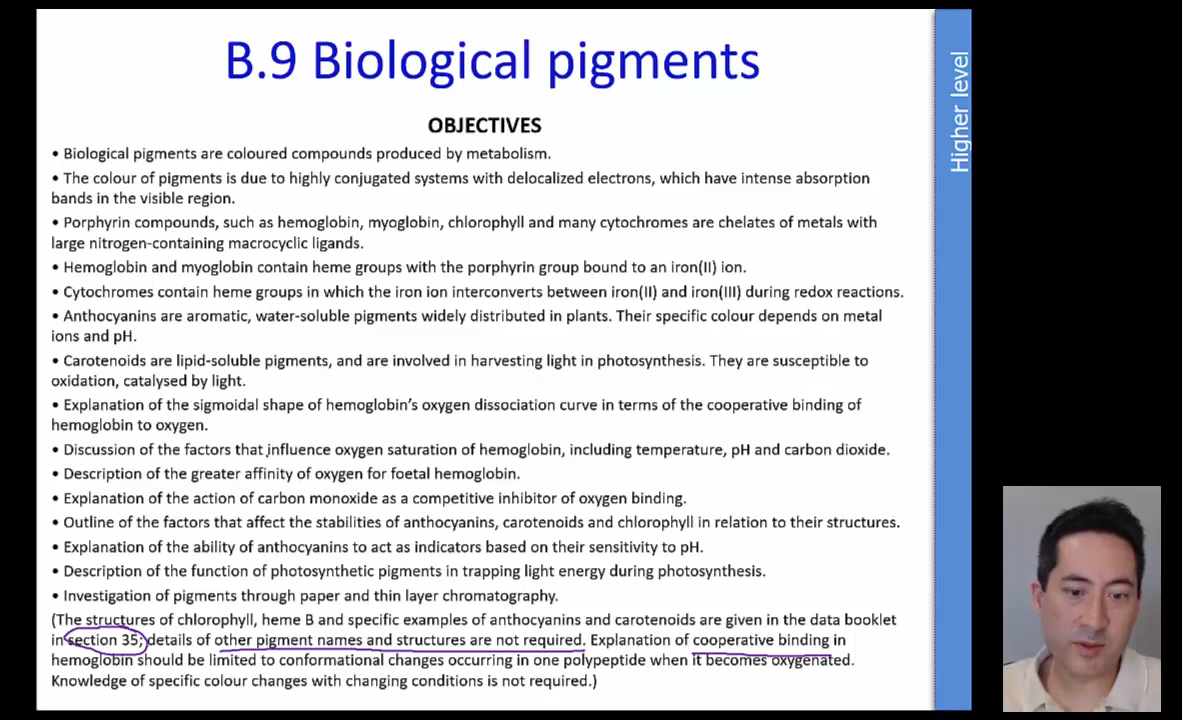 B.9 Biological pigments
Higher level
OBJECTIVES
• Biological pigments are coloured compounds produced by metabolism.
• The colour of pigments is due to highly conjugated systems with delocalized electrons, which have intense absorption
bands in the visible region.
• Porphyrin compounds, such as hemoglobin, myoglobin, chlorophyll and many cytochromes are chelates of metals with
large nitrogen-containing macrocyclic ligands.
• Hemoglobin and myoglobin contain heme groups with the porphyrin group bound to an iron(II) ion.
• Cytochromes contain heme groups in which the iron ion interconverts between iron(II) and iron(III) during redox reactions.
• Anthocyanins are aromatic, water-soluble pigments widely distributed in plants. Their specific colour depends on metal
ions and pH.
• Carotenoids are lipid-soluble pigments, and are involved in harvesting light in photosynthesis. They are susceptible to
oxidation, catalysed by light.
• Explanation of the sigmoidal shape of hemoglobin's oxygen dissociation curve in terms of the cooperative binding of
hemoglobin to oxygen.
• Discussion of the factors that influence oxygen saturation of hemoglobin, including temperature, pH and carbon dioxide.
• Description of the greater affinity of oxygen for foetal hemoglobin.
• Explanation of the action of carbon monoxide as a competitive inhibitor of oxygen binding.
• Outline of the factors that affect the stabilities of anthocyanins, carotenoids and chlorophyll in relation to their structures.
• Explanation of the ability of anthocyanins to act as indicators based on their sensitivity to pH.
• Description of the function of photosynthetic pigments in trapping light energy during photosynthesis.
• Investigation of pigments through paper and thin layer chromatography.
(The structures of chlorophyll, heme B and specific examples of anthocyanins and carotenoids are given in the data booklet
in section 35; details of other pigment names and structures are not required. Explanation of cooperative binding in
hemoglobin should be limited to conformational changes occurring in one polypeptide when it becomes oxygenated.
Knowledge of specific colour changes with changing conditions is not required.)